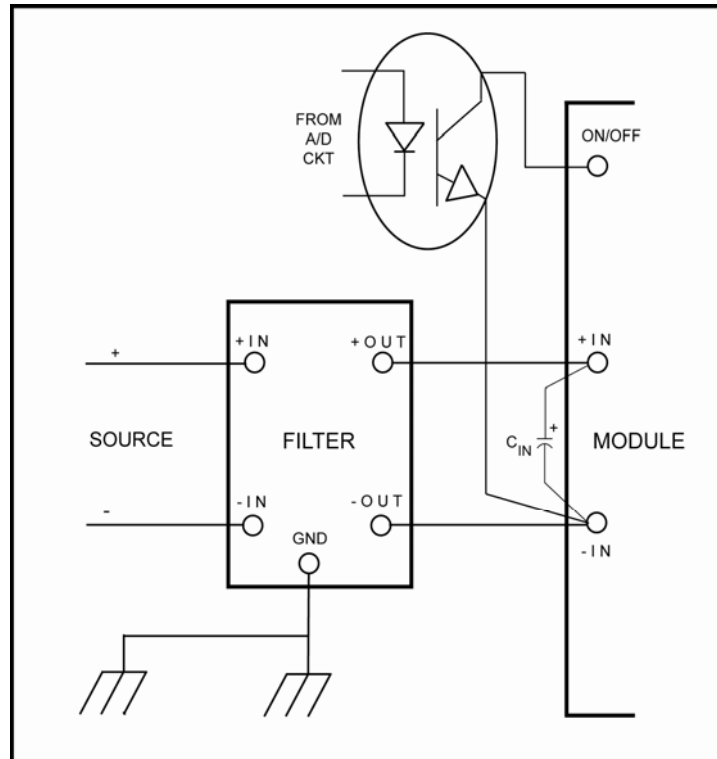 FROM
A/D
CKT
ON/OFF
+IN
+OUT
+IN
+
+
SOURCE
FILTER
CIN
MODULE
-
-IN
-OUT
-IN
GND